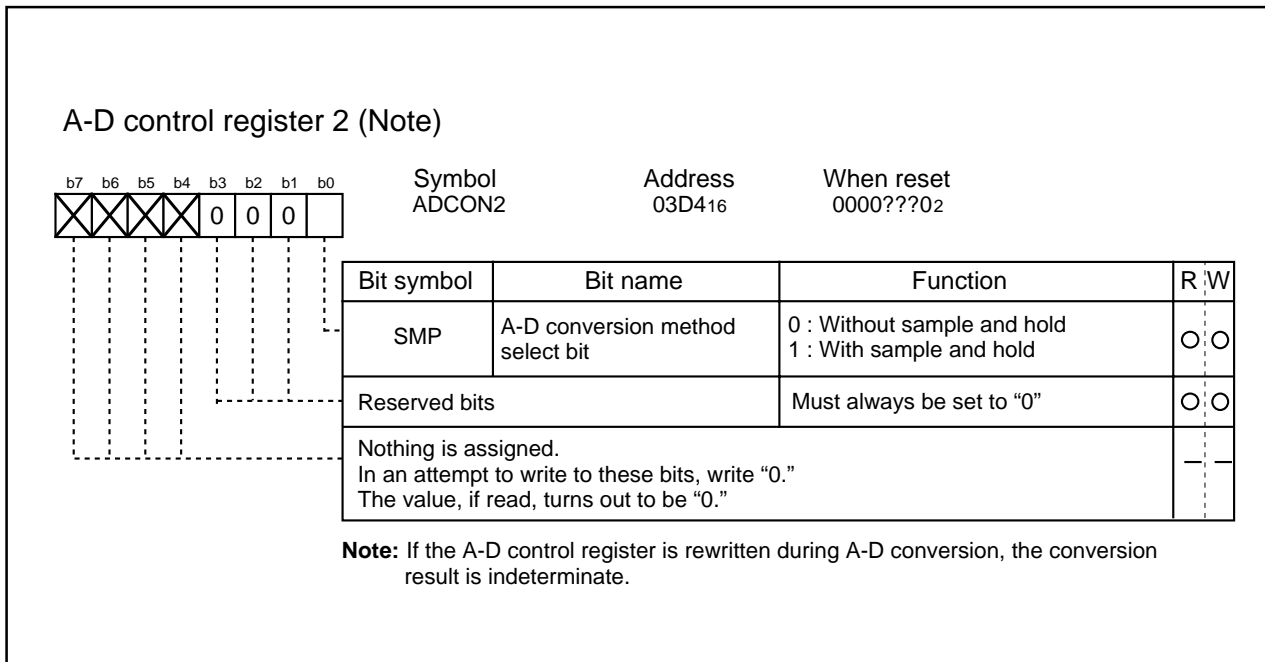 A-D control register 2 (Note)
b7 b6 b5 b4 b3 b2 b1 b0
0 0 0
Symbol Address When reset
ADCON2 03D416 0000???02
Bit symbol Bit name Function R W
SMP A-D conversion method select bit 0 : Without sample and hold
1 : With sample and hold
Reserved bits Must always be set to “0”
Nothing is assigned.
In an attempt to write to these bits, write “0.”
The value, if read, turns out to be “0.”
Note: If the A-D control register is rewritten during A-D conversion, the conversion
result is indeterminate.